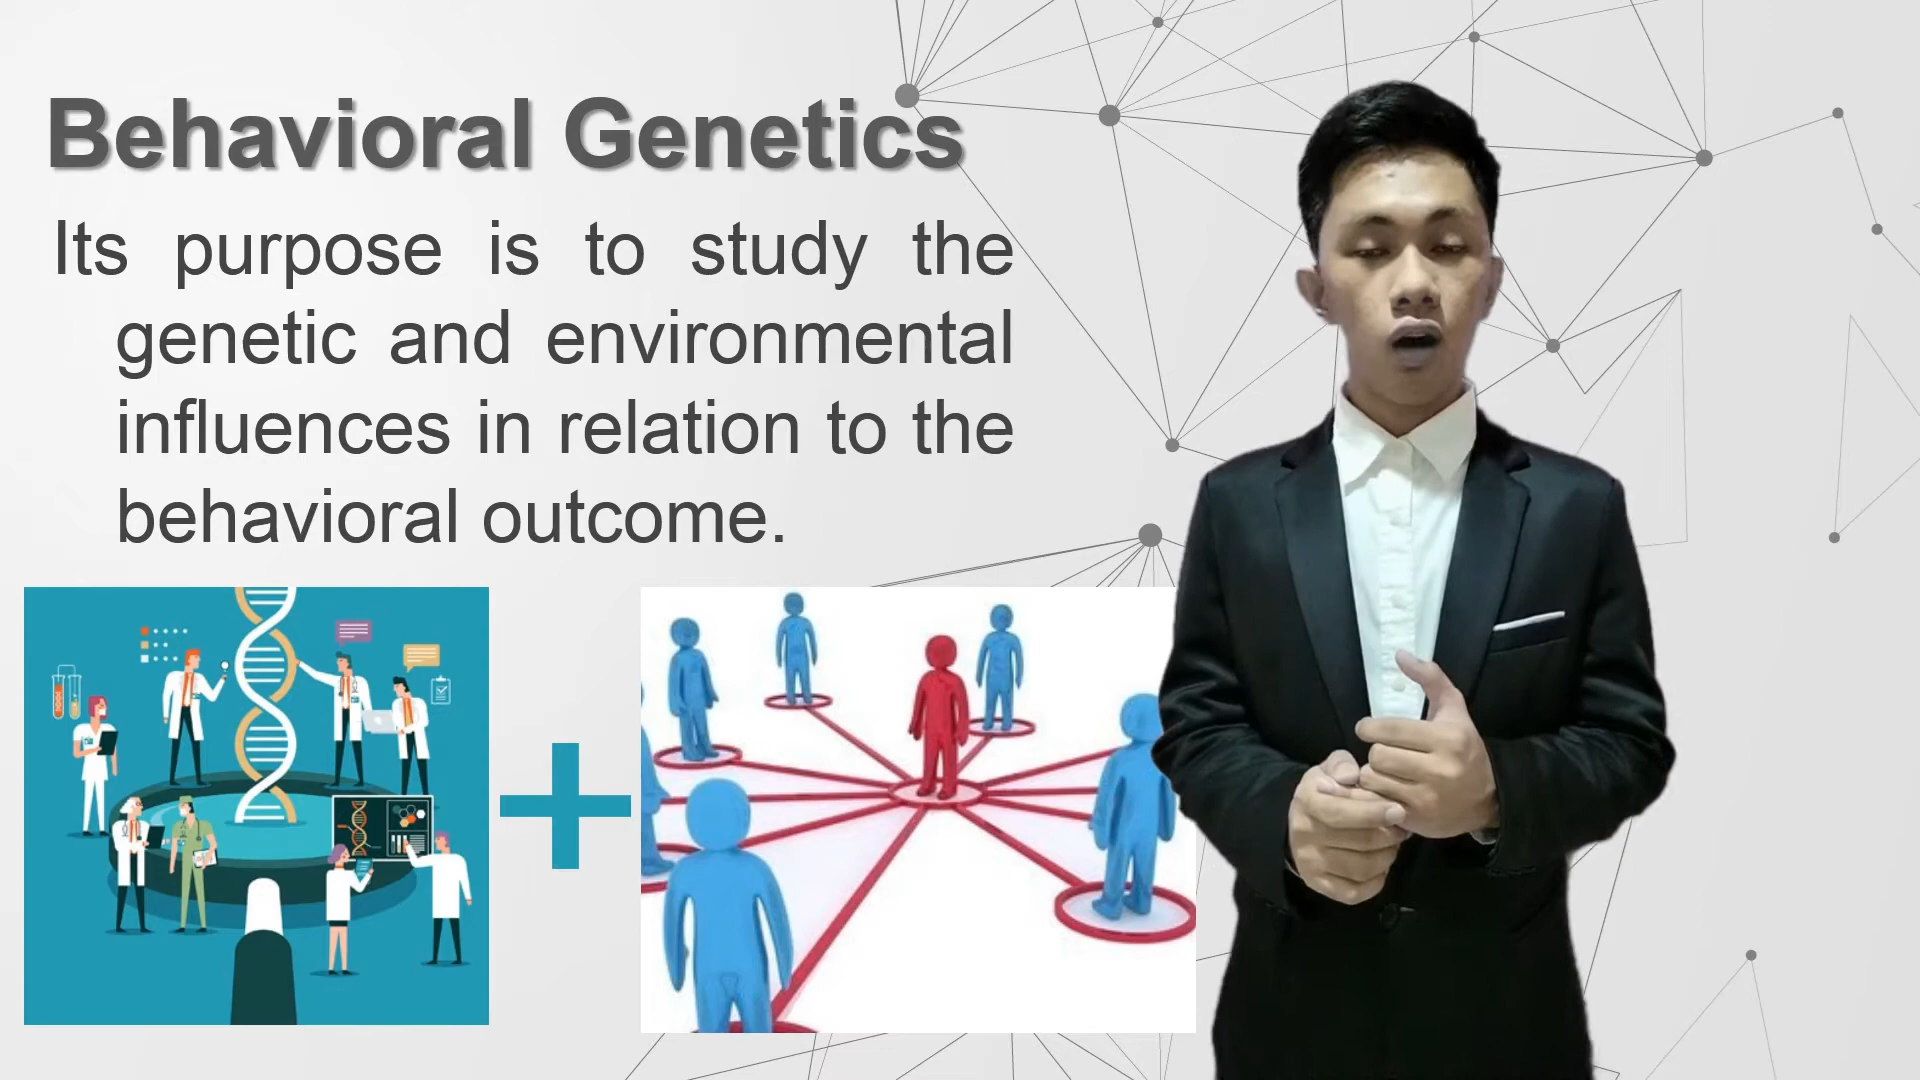 Behavioral Genetics
Its purpose is to study the
genetic and environmental
influences in relation to the
behavioral outcome.